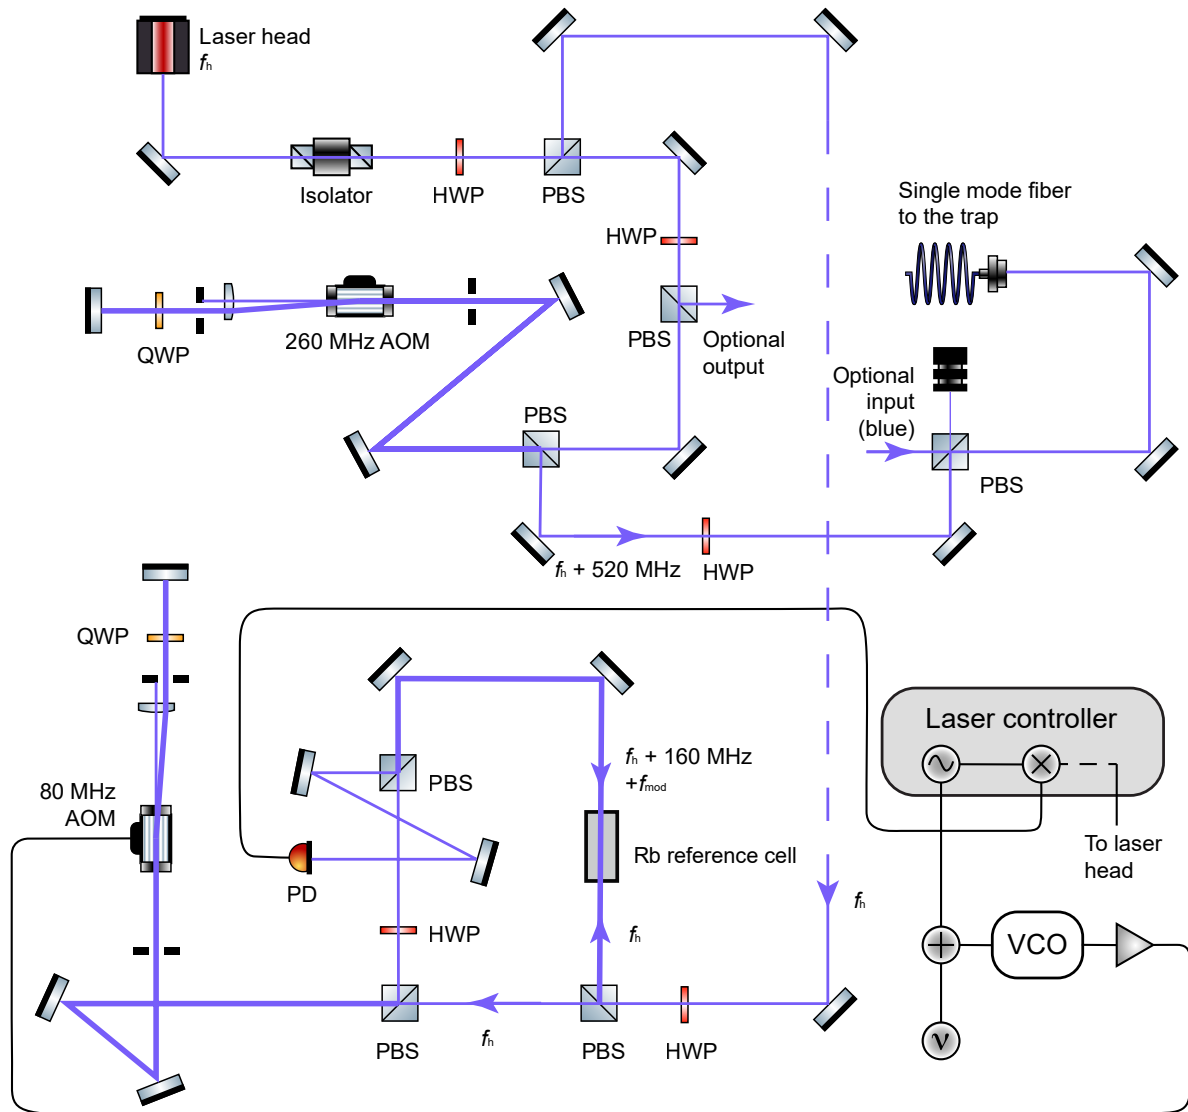 Laser head
fh
Isolator
HWP
PBS
HWP
Single mode fiber
to the trap
PBS
Optional
output
QWP
260 MHz AOM
Optional
input
(blue)
PBS
PBS
fh + 520 MHz
HWP
QWP
Laser controller
PBS
fh + 160 MHz
+fmod
80 MHz
AOM
Rb reference cell
To laser
head
PD
fh
HWP
fh
VCO
fh
PBS
PBS
HWP
ν